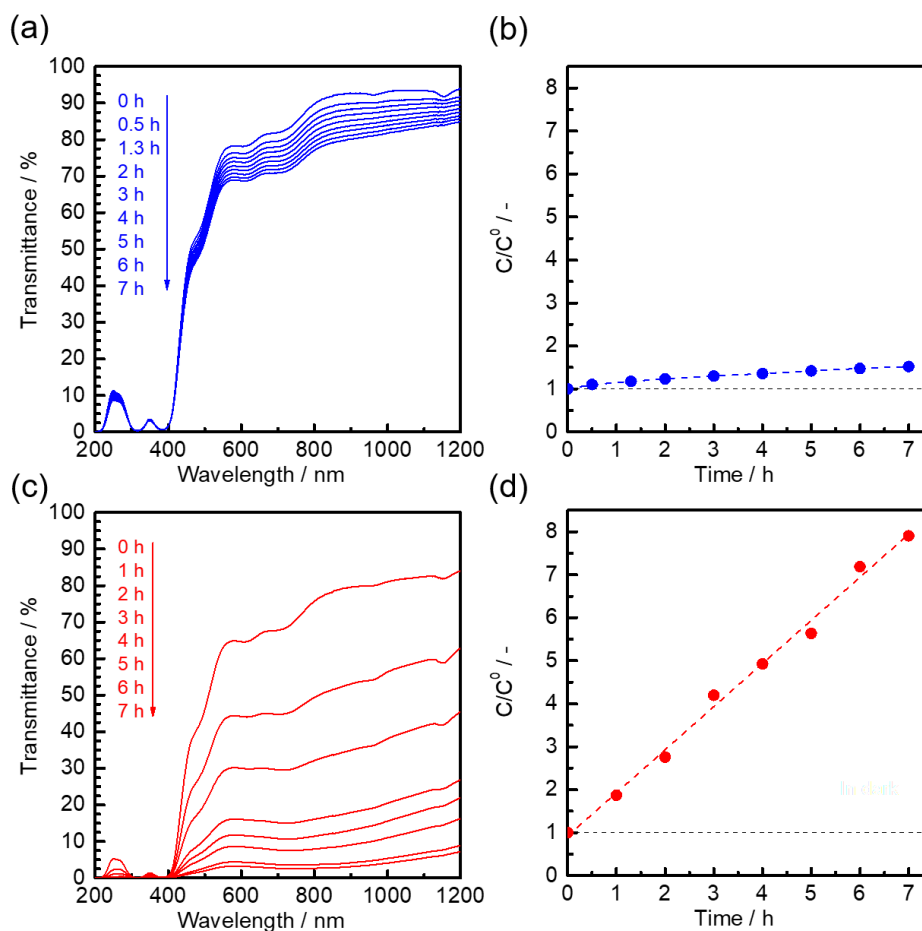 (a)
100
90
80
70
60
50
40
30
20
10
0
Transmittance / %
0 h
0.5 h
1.3 h
2 h
3 h
4 h
5 h
6 h
7 h
200 400 600 800 1000 1200
Wavelength / nm
(b)
8
7
6
5
4
3
2
1
0
C/C⁰ / -
0 1 2 3 4 5 6 7
Time / h
(c)
100
90
80
70
60
50
40
30
20
10
0
Transmittance / %
0 h
1 h
2 h
3 h
4 h
5 h
6 h
7 h
200 400 600 800 1000 1200
Wavelength / nm
(d)
8
7
6
5
4
3
2
1
0
C/C⁰ / -
In dark
0 1 2 3 4 5 6 7
Time / h